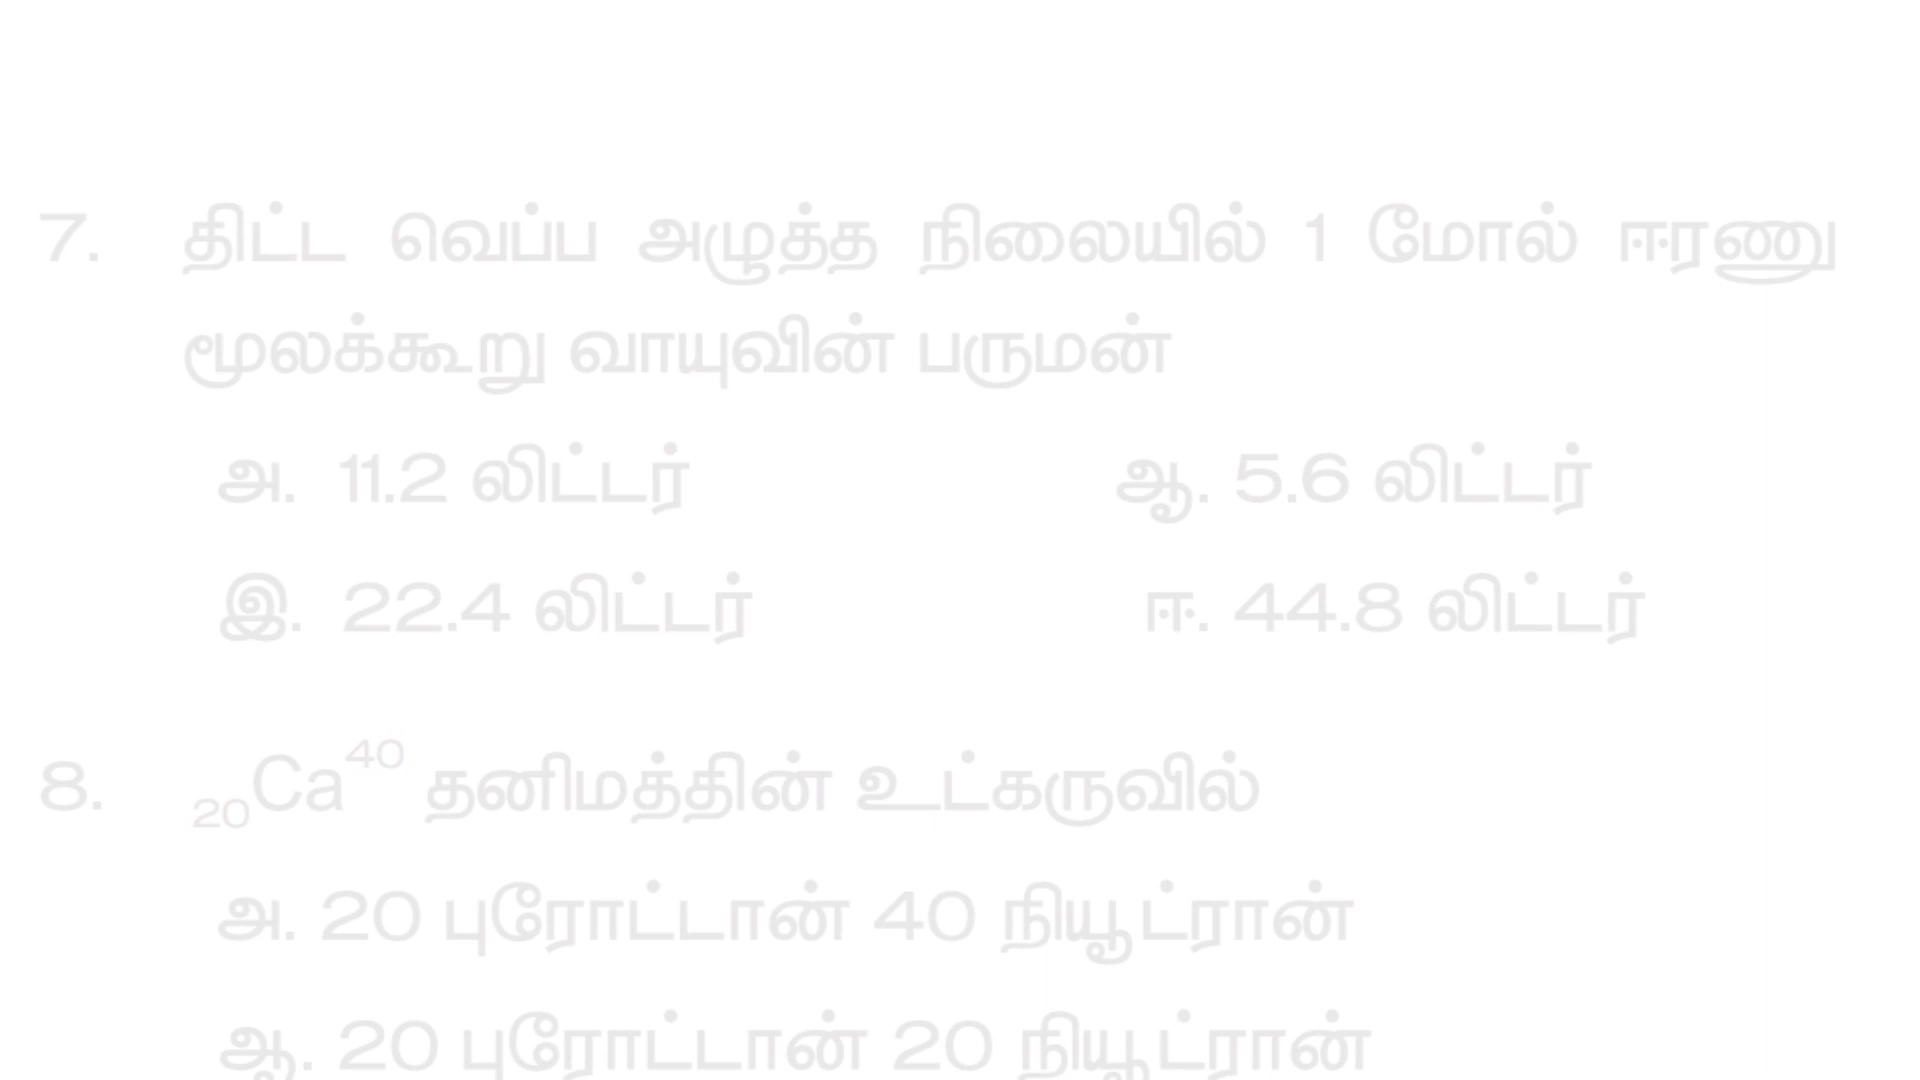 7. திட்ட வெப்ப அழுத்த நிலையில் 1 மோல் ஈரணு
மூலக்கூறு வாயுவின் பருமன்
அ. 11.2 லிட்டர் ஆ. 5.6 லிட்டர்
இ. 22.4 லிட்டர் ஈ. 44.8 லிட்டர்
8. ₂₀Ca⁴⁰ தனிமத்தின் உட்கருவில்
அ. 20 புரோட்டான் 40 நியூட்ரான்
ஆ. 20 புரோட்டான் 20 நியூட்ரான்